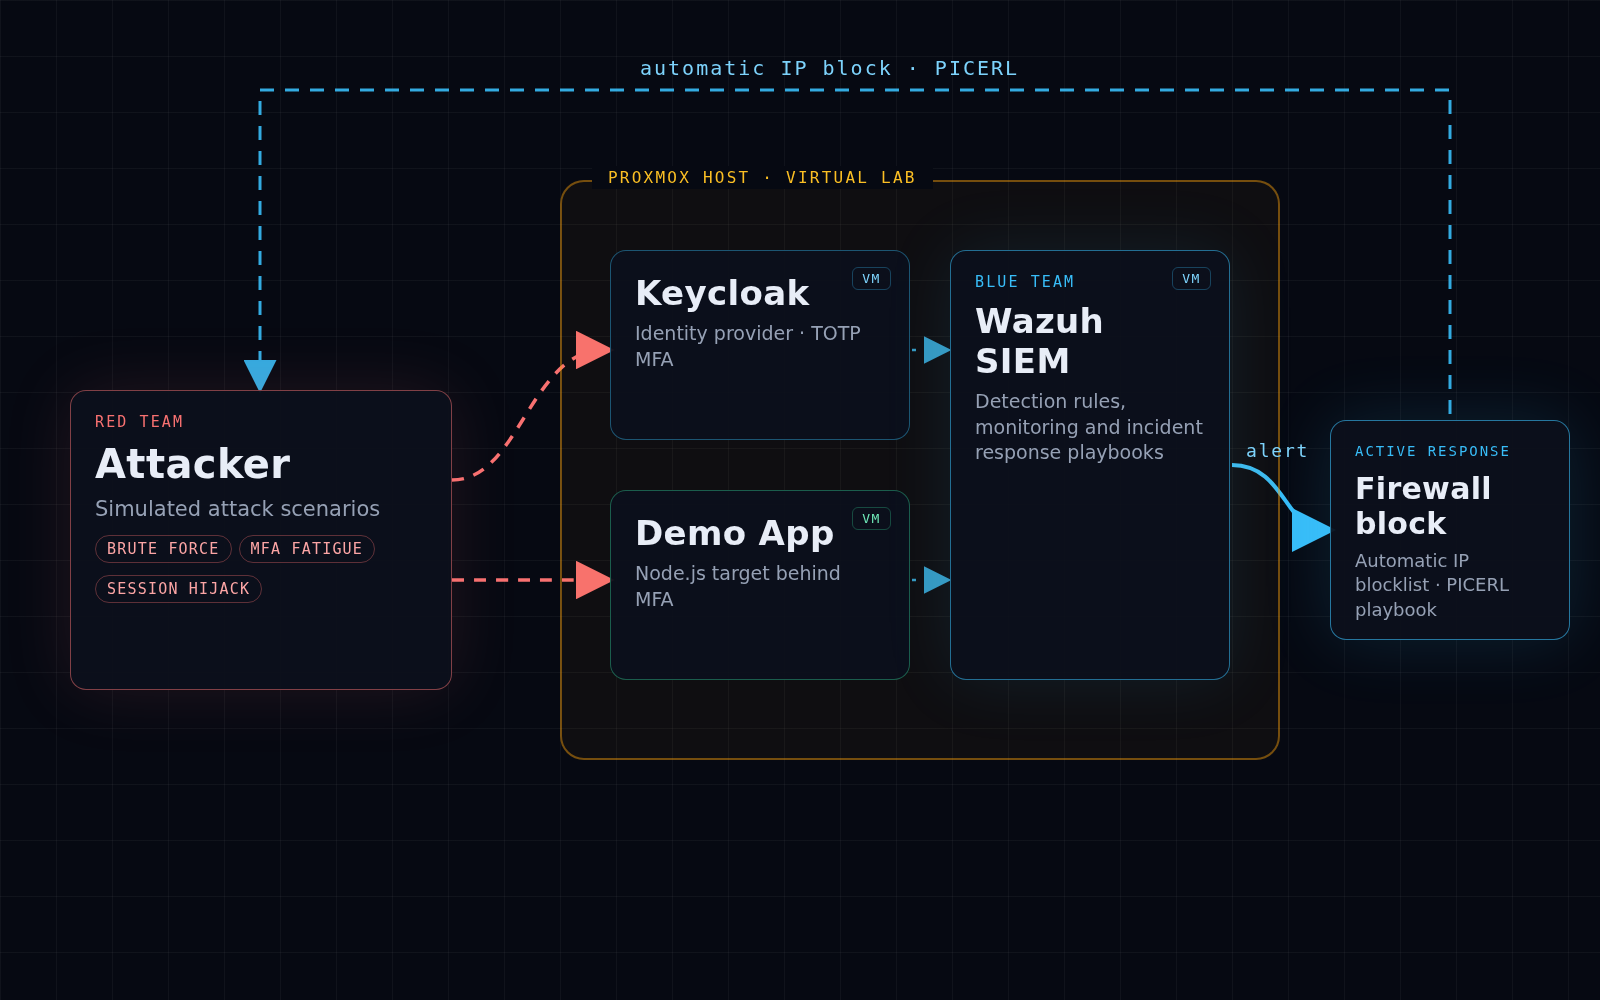 automatic IP block · PICERL
PROXMOX HOST · VIRTUAL LAB
RED TEAM
Attacker
Simulated attack scenarios
BRUTE FORCE
MFA FATIGUE
SESSION HIJACK
Keycloak
VM
Identity provider · TOTP
MFA
Demo App
VM
Node.js target behind
MFA
BLUE TEAM
VM
Wazuh
SIEM
Detection rules,
monitoring and incident
response playbooks
alert
ACTIVE RESPONSE
Firewall
block
Automatic IP
blocklist · PICERL
playbook